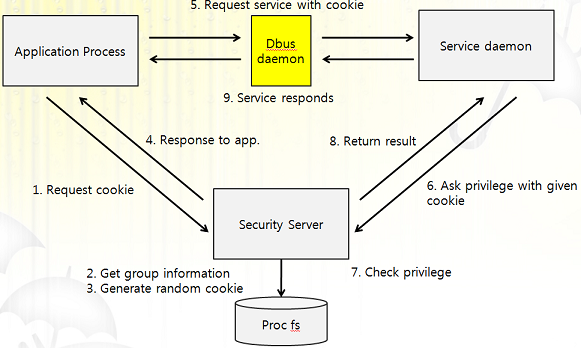 5. Request service with cookie
Application Process
Dbus
daemon
Service daemon
9. Service responds
4. Response to app.
8. Return result
1. Request cookie
6. Ask privilege with given
cookie
Security Server
2. Get group information
3. Generate random cookie
7. Check privilege
Proc fs